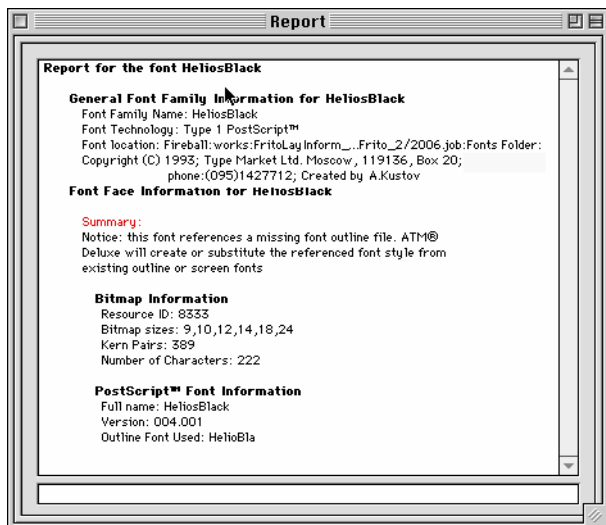 Report
Report for the font HeliosBlack
General Font Family Information for HeliosBlack
Font Family Name: HeliosBlack
Font Technology: Type 1 PostScript™
Font location: Fireball:works:FritoLayInform_...Frito_2/2006.job:Fonts Folder:
Copyright (C) 1993; Type Market Ltd. Moscow, 119136, Box 20;
phone:(095)1427712; Created by A.Kustov
Font Face Information for HeliosBlack
Summary:
Notice: this font references a missing font outline file. ATM®
Deluxe will create or substitute the referenced font style from
existing outline or screen fonts
Bitmap Information
Resource ID: 8333
Bitmap sizes: 9,10,12,14,18,24
Kern Pairs: 389
Number of Characters: 222
PostScript™ Font Information
Full name: HeliosBlack
Version: 004.001
Outline Font Used: HelioBla